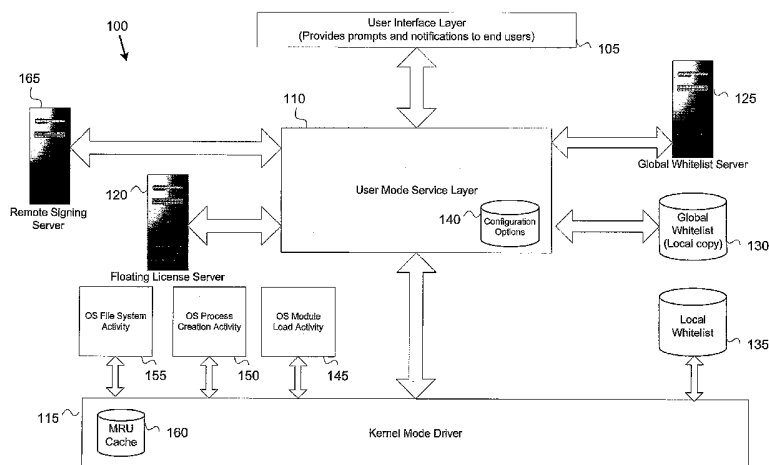 User Interface Layer
(Provides prompts and notifications to end users)
100
105
165
110
125
Remote Signing
Server
120
User Mode Service Layer
140
Configuration
Options
Global Whitelist Server
Global
Whitelist
(Local copy)
130
Floating License Server
OS File System
Activity
OS Process
Creation Activity
OS Module
Load Activity
Local
Whitelist
155
150
145
135
115
MRU
Cache
160
Kernel Mode Driver